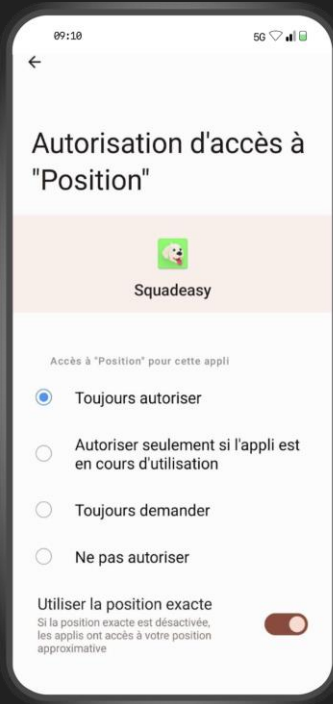 09:10
5G
Autorisation d'accès à
"Position"
Squadeasy
Accès à "Position" pour cette appli
Toujours autoriser
Autoriser seulement si l'appli est
en cours d'utilisation
Toujours demander
Ne pas autoriser
Utiliser la position exacte
Si la position exacte est désactivée,
les applis ont accès à votre position
approximative